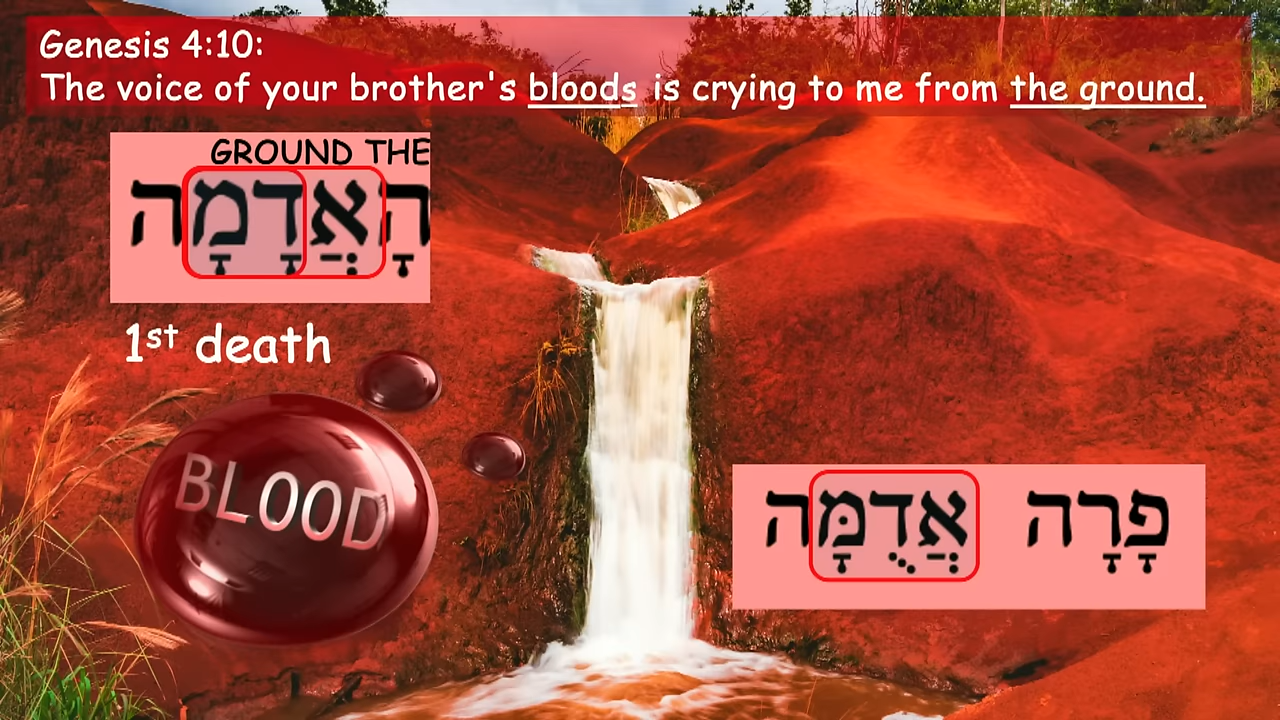 Genesis 4:10:
The voice of your brother's bloods is crying to me from the ground.
GROUND THE
הָאֲדָמָה
1st death
BLOOD
פָרָה אֲדֻמָּה